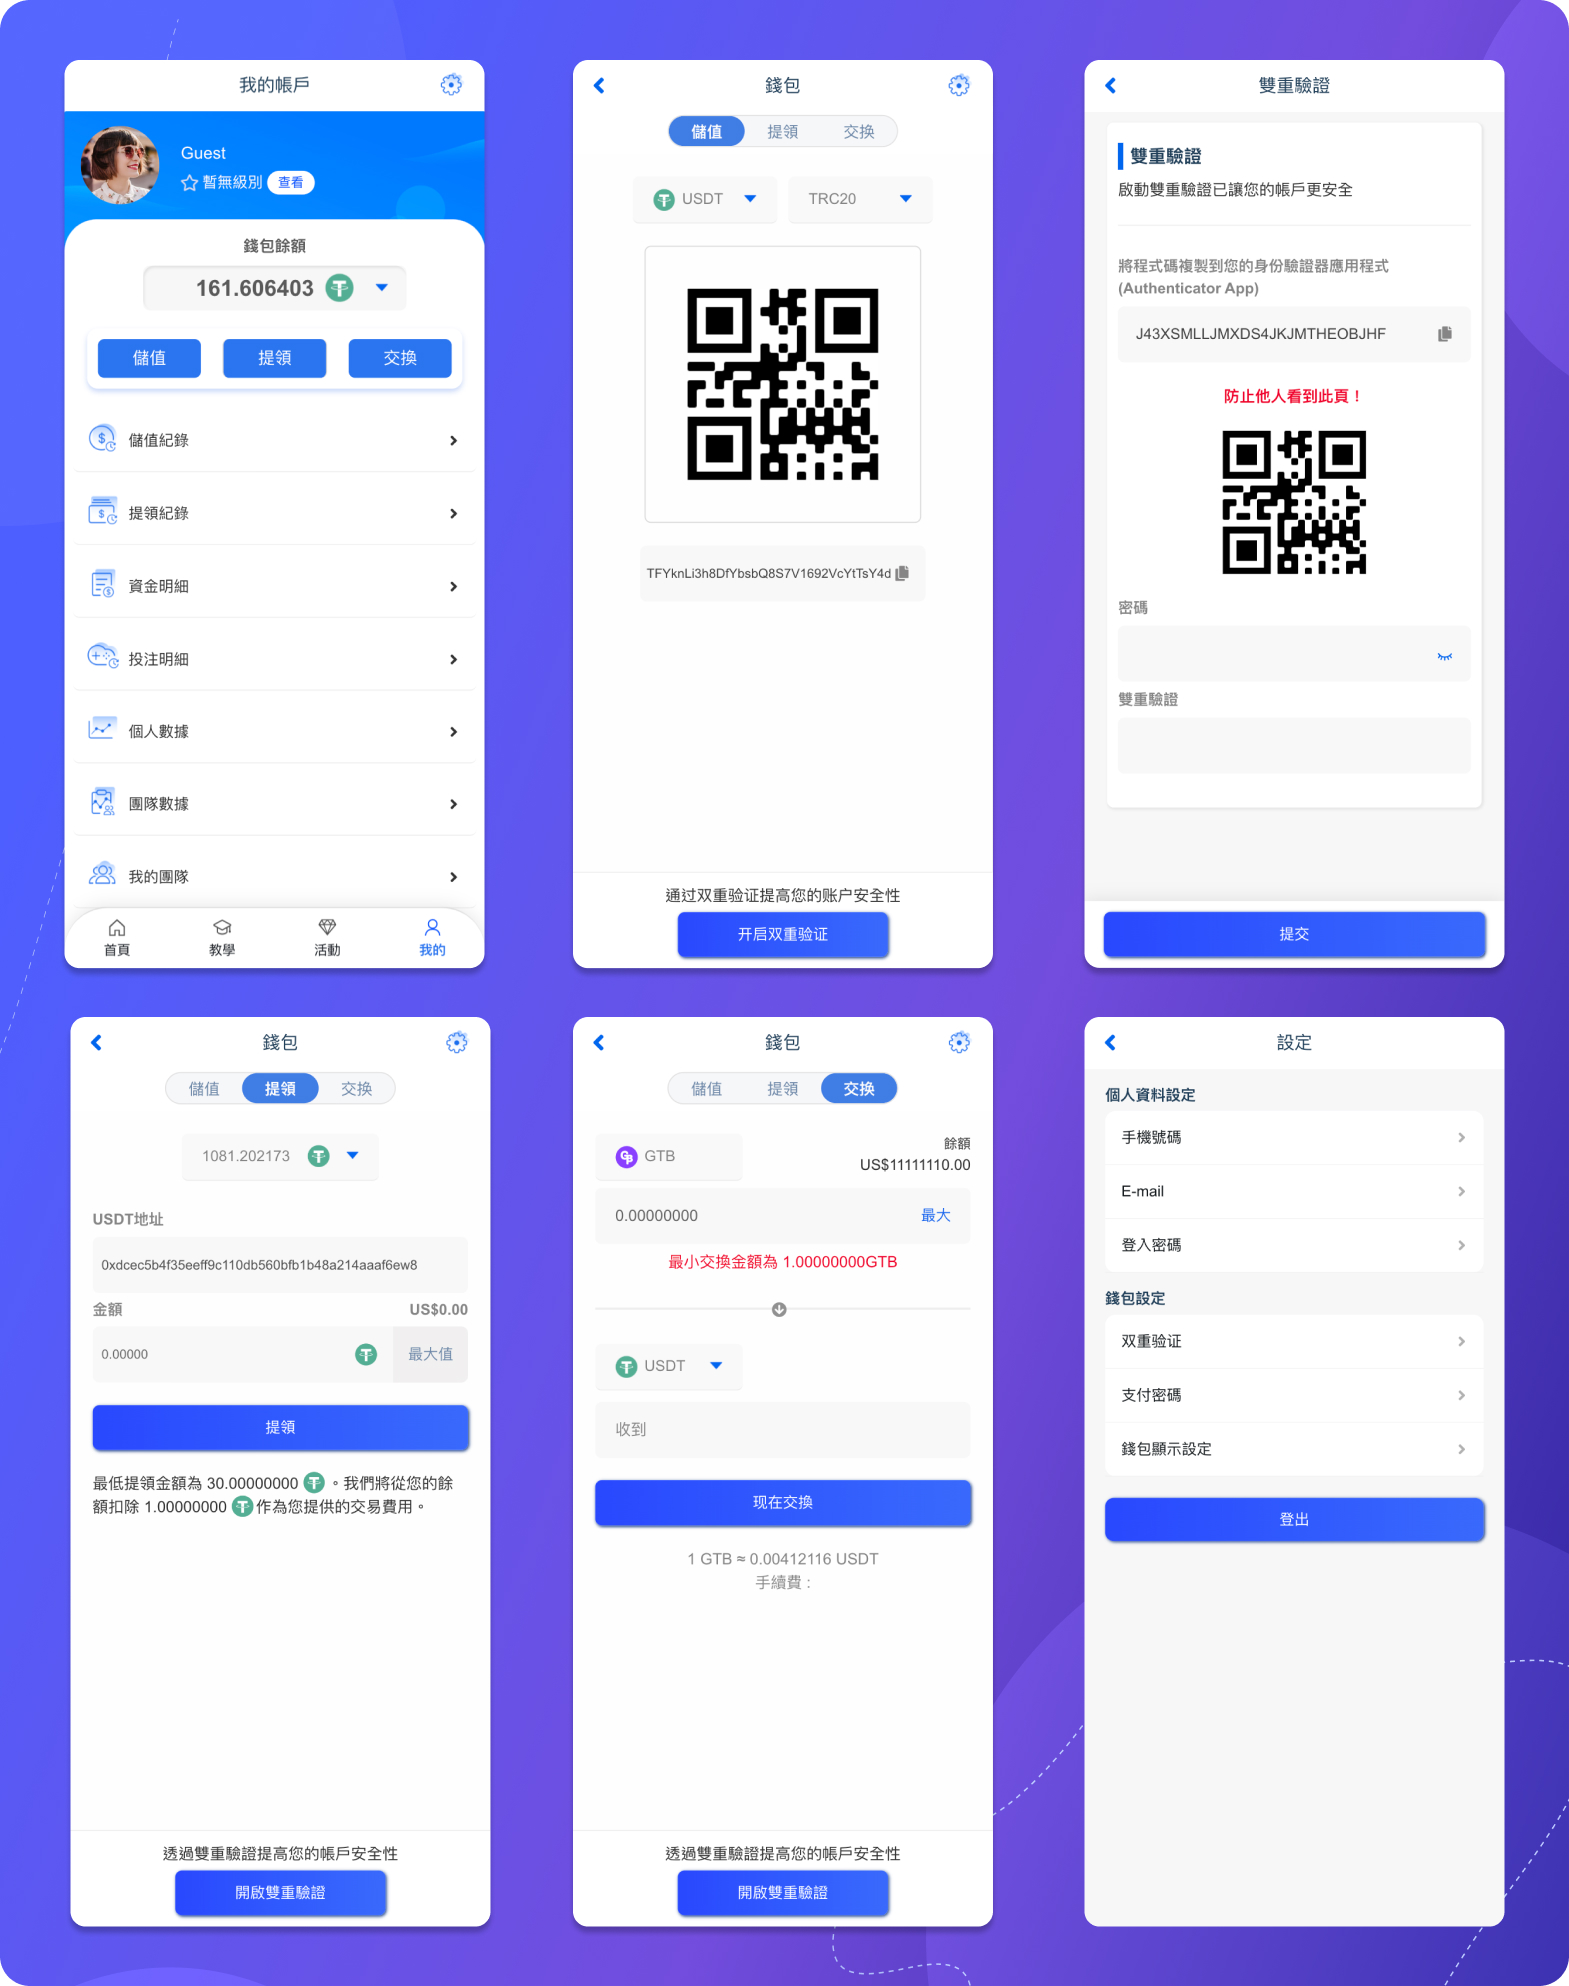 我的帳戶
Guest
暫無級別 查看
錢包餘額
161.606403
儲值 提領 交換
儲值紀錄
提領紀錄
資金明細
投注明細
個人數據
團隊數據
我的團隊
首頁 教學 活動 我的
錢包
儲值 提領 交換
USDT TRC20
TFYknLi3h8DfYbsbQ8S7V1692VcYtTsY4d
通过双重验证提高您的账户安全性
开启双重验证
雙重驗證
雙重驗證
啟動雙重驗證已讓您的帳戶更安全
將程式碼複製到您的身份驗證器應用程式
(Authenticator App)
J43XSMLLJMXDS4JKJMTHEOBJHF
防止他人看到此頁！
密碼
雙重驗證
提交
錢包
儲值 提領 交換
1081.202173
USDT地址
0xdcec5b4f35eeff9c110db560bfb1b48a214aaaf6ew8
金額 US$0.00
0.00000 最大值
提領
最低提領金額為 30.00000000 。我們將從您的餘
額扣除 1.00000000 作為您提供的交易費用。
透過雙重驗證提高您的帳戶安全性
開啟雙重驗證
錢包
儲值 提領 交換
GTB
餘額
US$11111110.00
0.00000000 最大
最小交換金額為 1.00000000GTB
USDT
收到
现在交換
1 GTB ≈ 0.00412116 USDT
手續費 :
透過雙重驗證提高您的帳戶安全性
開啟雙重驗證
設定
個人資料設定
手機號碼
E-mail
登入密碼
錢包設定
双重验证
支付密碼
錢包顯示設定
登出